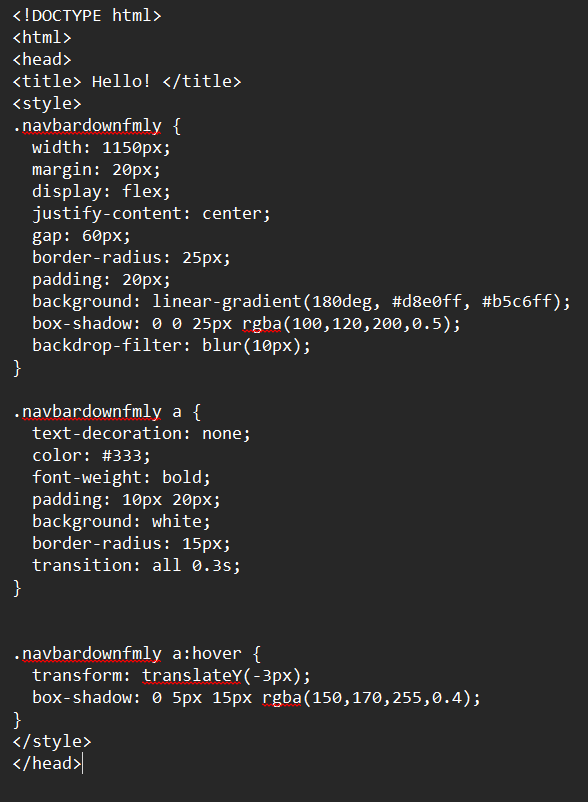 <!DOCTYPE html>
<html>
<head>
<title> Hello! </title>
<style>
.navbardownfmly {
  width: 1150px;
  margin: 20px;
  display: flex;
  justify-content: center;
  gap: 60px;
  border-radius: 25px;
  padding: 20px;
  background: linear-gradient(180deg, #d8e0ff, #b5c6ff);
  box-shadow: 0 0 25px rgba(100,120,200,0.5);
  backdrop-filter: blur(10px);
}

.navbardownfmly a {
  text-decoration: none;
  color: #333;
  font-weight: bold;
  padding: 10px 20px;
  background: white;
  border-radius: 15px;
  transition: all 0.3s;
}


.navbardownfmly a:hover {
  transform: translateY(-3px);
  box-shadow: 0 5px 15px rgba(150,170,255,0.4);
}
</style>
</head>